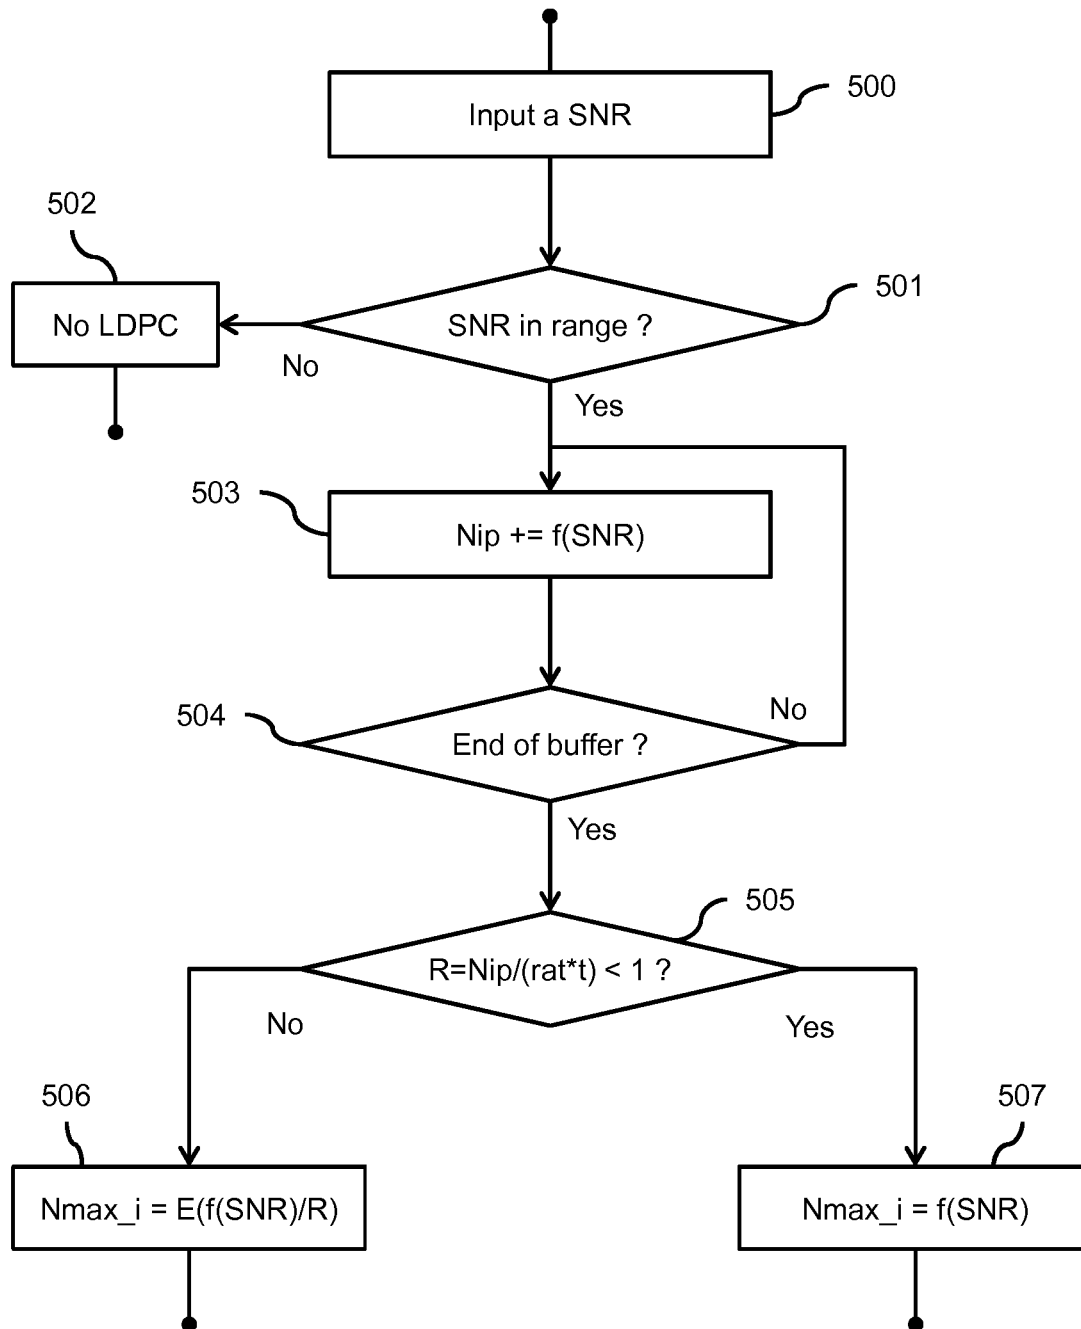 Input a SNR
500
502
No LDPC
SNR in range ?
501
No
Yes
503
Nip += f(SNR)
504
End of buffer ?
No
Yes
505
R=Nip/(rat*t) < 1 ?
No
Yes
506
507
Nmax_i = E(f(SNR)/R)
Nmax_i = f(SNR)